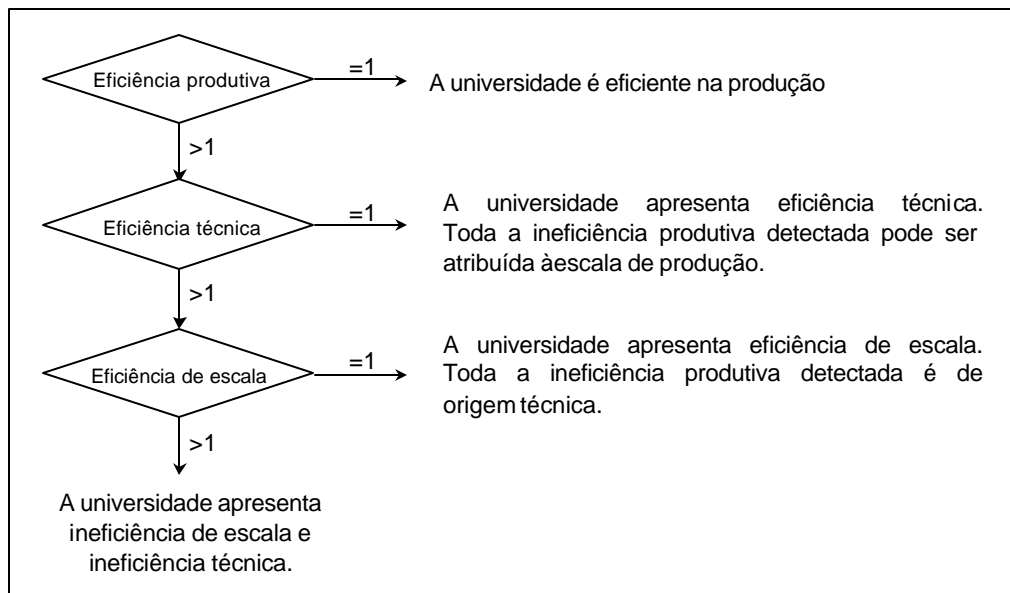 Eficiência produtiva
=1
A universidade é eficiente na produção
>1
Eficiência técnica
=1
A universidade apresenta eficiência técnica.
Toda a ineficiência produtiva detectada pode ser
atribuída àescala de produção.
>1
Eficiência de escala
=1
A universidade apresenta eficiência de escala.
Toda a ineficiência produtiva detectada é de
origem técnica.
>1
A universidade apresenta
ineficiência de escala e
ineficiência técnica.